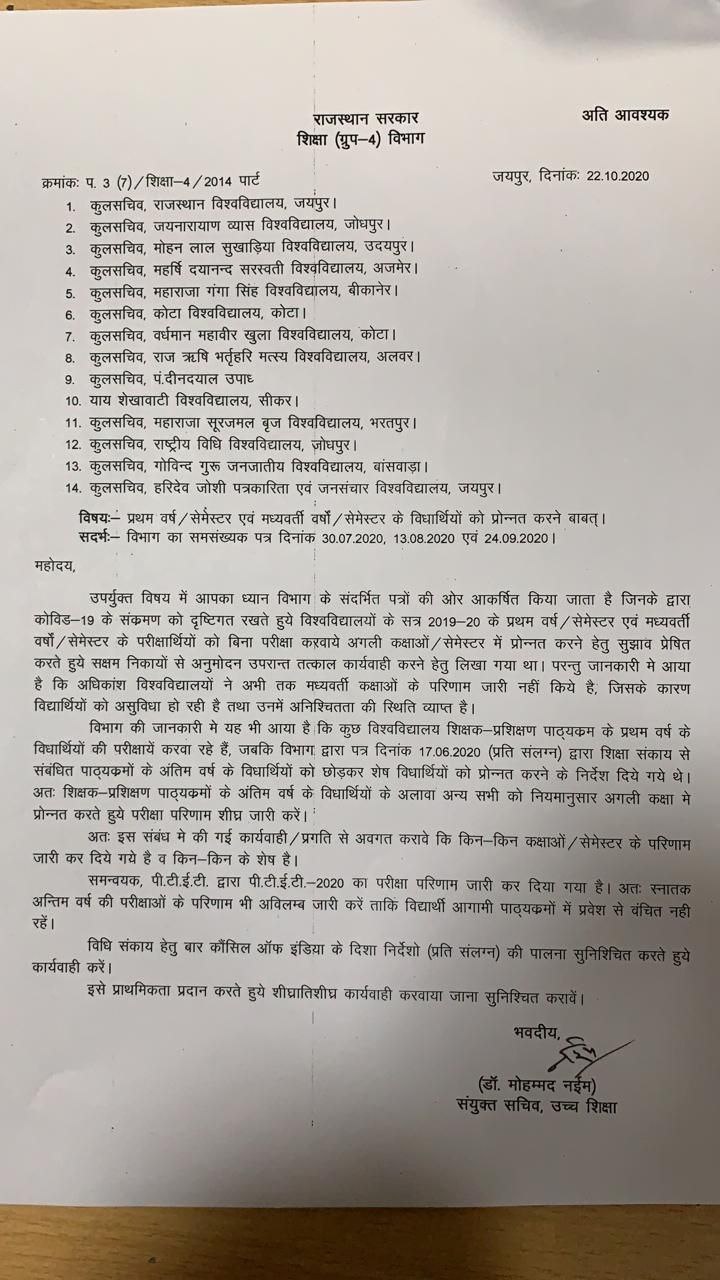 राजस्थान सरकार
अति आवश्यक
शिक्षा (ग्रुप–4) विभाग
क्रमांकः प. 3 (7)/शिक्षा–4/2014 पार्ट
जयपुर, दिनांकः 22.10.2020
1. कुलसचिव, राजस्थान विश्वविद्यालय, जयपुर।
2. कुलसचिव, जयनारायाण व्यास विश्वविद्यालय, जोधपुर।
3. कुलसचिव, मोहन लाल सुखाड़िया विश्वविद्यालय, उदयपुर।
4. कुलसचिव, महर्षि दयानन्द सरस्वती विश्वविद्यालय, अजमेर।
5. कुलसचिव, महाराजा गंगा सिंह विश्वविद्यालय, बीकानेर।
6. कुलसचिव, कोटा विश्वविद्यालय, कोटा।
7. कुलसचिव, वर्धमान महावीर खुला विश्वविद्यालय, कोटा।
8. कुलसचिव, राज ऋषि भर्तृहरि मत्स्य विश्वविद्यालय, अलवर।
9. कुलसचिव, पं.दीनदयाल उपाध
10. याय शेखावाटी विश्वविद्यालय, सीकर।
11. कुलसचिव, महाराजा सूरजमल बृज विश्वविद्यालय, भरतपुर।
12. कुलसचिव, राष्ट्रीय विधि विश्वविद्यालय, जोधपुर।
13. कुलसचिव, गोविन्द गुरू जनजातीय विश्वविद्यालय, बांसवाड़ा।
14. कुलसचिव, हरिदेव जोशी पत्रकारिता एवं जनसंचार विश्वविद्यालय, जयपुर।
विषयः– प्रथम वर्ष/सेमेस्टर एवं मध्यवर्ती वर्षो/सेमेस्टर के विधार्थियों को प्रोन्नत करने बाबत्।
सदर्भः– विभाग का समसंख्यक पत्र दिनांक 30.07.2020, 13.08.2020 एवं 24.09.2020।
महोदय,
उपर्युक्त विषय में आपका ध्यान विभाग के संदर्भित पत्रों की ओर आकर्षित किया जाता है जिनके द्वारा
कोविड–19 के संक्रमण को दृष्टिगत रखते हुये विश्वविद्यालयों के सत्र 2019–20 के प्रथम वर्ष/सेमेस्टर एवं मध्यवर्ती
वर्षो/सेमेस्टर के परीक्षार्थियों को बिना परीक्षा करवाये अगली कक्षाओं/सेमेस्टर में प्रोन्नत करने हेतु सुझाव प्रेषित
करते हुये सक्षम निकायों से अनुमोदन उपरान्त तत्काल कार्यवाही करने हेतु लिखा गया था। परन्तु जानकारी मे आया
है कि अधिकांश विश्वविद्यालयों ने अभी तक मध्यवर्ती कक्षाओं के परिणाम जारी नहीं किये है, जिसके कारण
विद्यार्थियों को असुविधा हो रही है तथा उनमें अनिश्चितता की स्थिति व्याप्त है।
विभाग की जानकारी मे यह भी आया है कि कुछ विश्वविद्यालय शिक्षक–प्रशिक्षण पाठ्यक्रम के प्रथम वर्ष के
विधार्थियों की परीक्षायें करवा रहे हैं, जबकि विभाग द्वारा पत्र दिनांक 17.06.2020 (प्रति संलग्न) द्वारा शिक्षा संकाय से
संबंधित पाठ्यक्रमों के अंतिम वर्ष के विधार्थियों को छोड़कर शेष विधार्थियों को प्रोन्नत करने के निर्देश दिये गये थे।
अतः शिक्षक–प्रशिक्षण पाठ्यक्रमों के अंतिम वर्ष के विधार्थियों के अलावा अन्य सभी को नियमानुसार अगली कक्षा मे
प्रोन्नत करते हुये परीक्षा परिणाम शीघ्र जारी करें।
अतः इस संबंध मे की गई कार्यवाही/प्रगति से अवगत करावे कि किन–किन कक्षाओं/सेमेस्टर के परिणाम
जारी कर दिये गये है व किन–किन के शेष है।
समन्वयक, पी.टी.ई.टी. द्वारा पी.टी.ई.टी.–2020 का परीक्षा परिणाम जारी कर दिया गया है। अतः स्नातक
अन्तिम वर्ष की परीक्षाओं के परिणाम भी अविलम्ब जारी करें ताकि विद्यार्थी आगामी पाठ्यक्रमों में प्रवेश से वंचित नही
रहें।
विधि संकाय हेतु बार कौंसिल ऑफ इंडिय़ा के दिशा निर्देशो (प्रति संलग्न) की पालना सुनिश्चित करते हुये
कार्यवाही करें।
इसे प्राथमिकता प्रदान करते हुये शीघ्रातिशीघ्र कार्यवाही करवाया जाना सुनिश्चित करावें।
भवदीय,
(डॉ. मोहम्मद नईम)
संयुक्त सचिव, उच्च शिक्षा